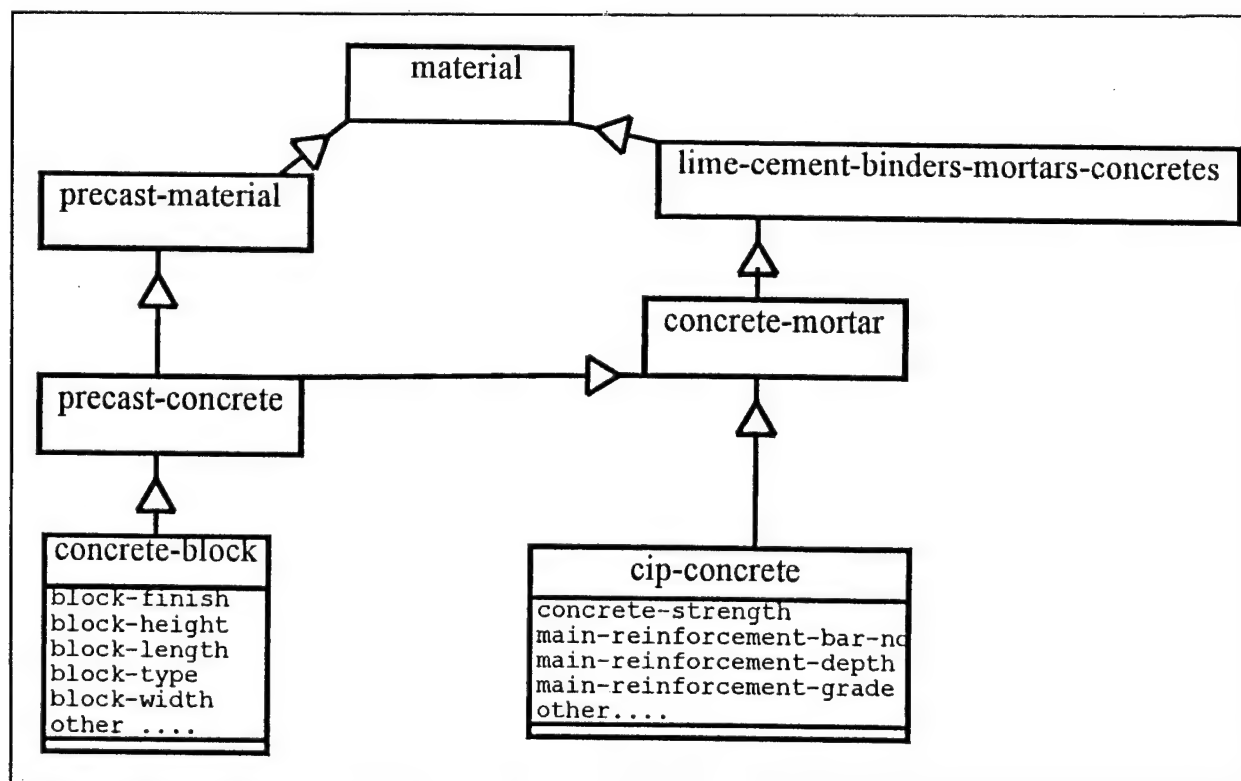 material
lime-cement-binders-mortars-concretes
precast-material
concrete-mortar
precast-concrete
concrete-block
block-finish
block-height
block-length
block-type
block-width
other ....
cip-concrete
concrete-strength
main-reinforcement-bar-no
main-reinforcement-depth
main-reinforcement-grade
other....